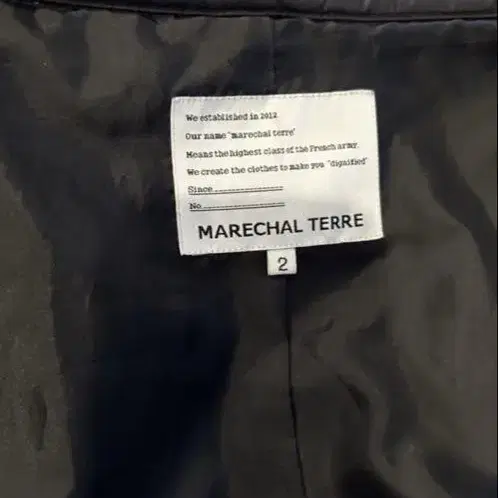 We established in 2012
Our name "marechal terre"
Means the highest class of the French army.
We create the clothes to make you "dignified"
Since
No
MARECHAL TERRE
2